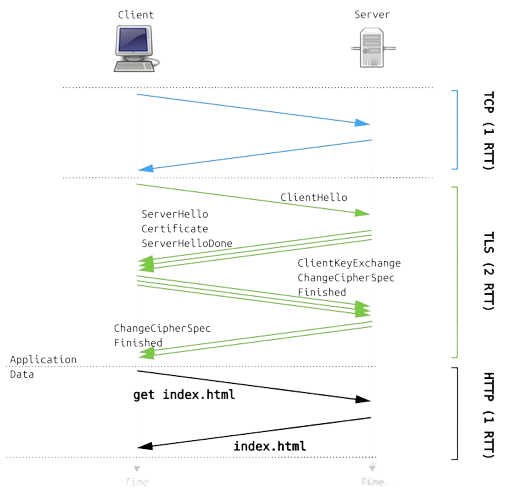 Client
Server
TCP (1 RTT)
ClientHello
ServerHello
Certificate
ServerHelloDone
ClientKeyExchange
ChangeCipherSpec
Finished
TLS (2 RTT)
ChangeCipherSpec
Finished
Application
Data
get index.html
index.html
HTTP (1 RTT)
Time
Time